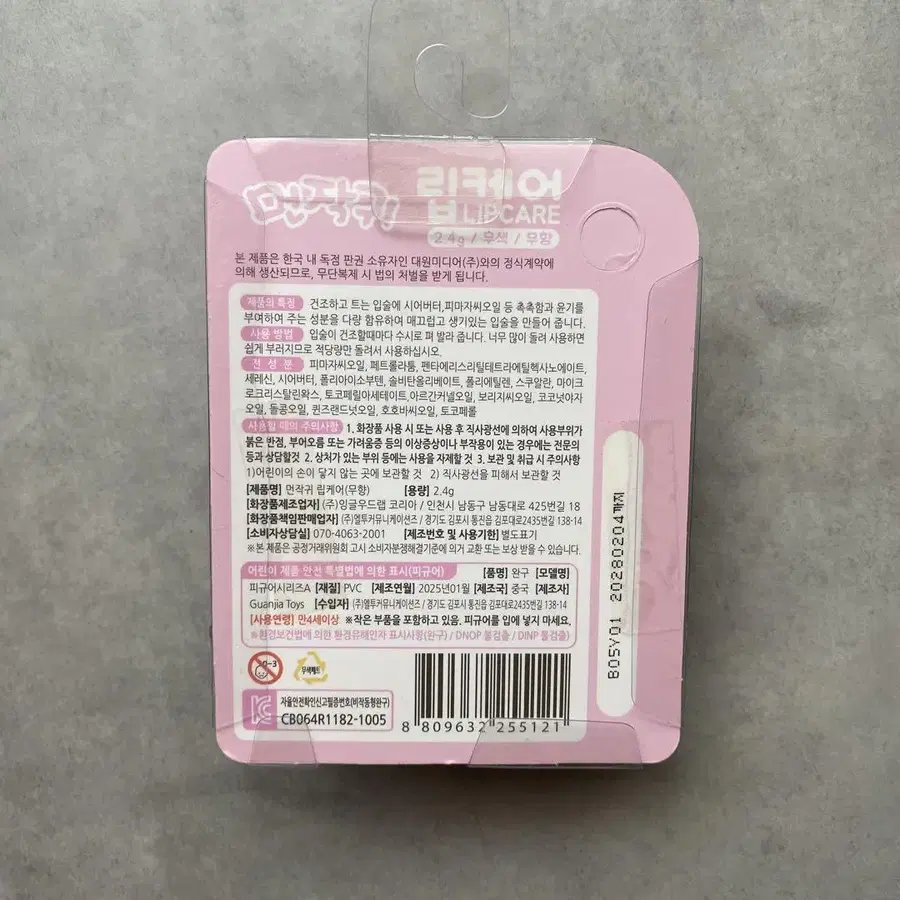 먼작귀 립케어
LIPCARE
2.4g / 무색 / 무향
본 제품은 한국 내 독점 판권 소유자인 대원미디어(주)와의 정식계약에
의해 생산되므로, 무단복제 시 법의 처벌을 받게 됩니다.
제품의 특징 건조하고 트는 입술에 시어버터,피마자씨오일 등 촉촉함과 윤기를
부여하여 주는 성분을 다량 함유하여 매끄럽고 생기있는 입술을 만들어 줍니다.
사용 방법 입술이 건조할때마다 수시로 펴 발라 줍니다. 너무 많이 돌려 사용하면
쉽게 부러지므로 적당량만 돌려서 사용하십시오.
전 성 분 피마자씨오일, 페트롤라툼, 펜타에리스리틸테트라에틸헥사노에이트,
세레신, 시어버터, 폴리아이소부텐, 솔비탄올리베이트, 폴리에틸렌, 스쿠알란, 마이크
로크리스탈린왁스, 토코페릴아세테이트, 아르간커넬오일, 보리지씨오일, 코코넛야자
오일, 돌콩오일, 퀸즈랜드넛오일, 호호바씨오일, 토코페롤
사용할 때의 주의사항 1. 화장품 사용 시 또는 사용 후 직사광선에 의하여 사용부위가
붉은 반점, 부어오름 또는 가려움증 등의 이상증상이나 부작용이 있는 경우에는 전문의
등과 상담할것 2. 상처가 있는 부위 등에는 사용을 자제할 것 3. 보관 및 취급 시 주의사항
1)어린이의 손이 닿지 않는 곳에 보관할 것 2) 직사광선을 피해서 보관할 것
[제품명] 먼작귀 립케어(무향) [용량] 2.4g
[화장품제조업자] (주)잉글우드랩 코리아 / 인천시 남동구 남동대로 425번길 18
[화장품책임판매업자] (주)엘투커뮤니케이션즈 / 경기도 김포시 통진읍 김포대로2435번길 138-14
[소비자상담실] 070-4063-2001 [제조번호 및 사용기한] 별도표기
※본 제품은 공정거래위원회 고시 소비자분쟁해결기준에 의거 교환 또는 보상 받을 수 있습니다.
어린이 제품 안전 특별법에 의한 표시(피규어) [품명] 완구 [모델명]
피규어시리즈A [재질] PVC [제조연월] 2025년01월 [제조국] 중국 [제조자]
Guanjia Toys [수입자] (주)엘투커뮤니케이션즈 / 경기도 김포시 통진읍 김포대로2435번길 138-14
[사용연령] 만4세이상 ※작은 부품을 포함하고 있음. 피규어를 입에 넣지 마세요.
※환경보건법에 의한 환경유해인자 표시사항(완구) / DNOP 불검출 / DINP 불검출)
0-3
무색페트
자율안전확인신고필증번호(비작동형완구)
CB064R1182-1005
8 809632 255121
B05Y01 20280204까지